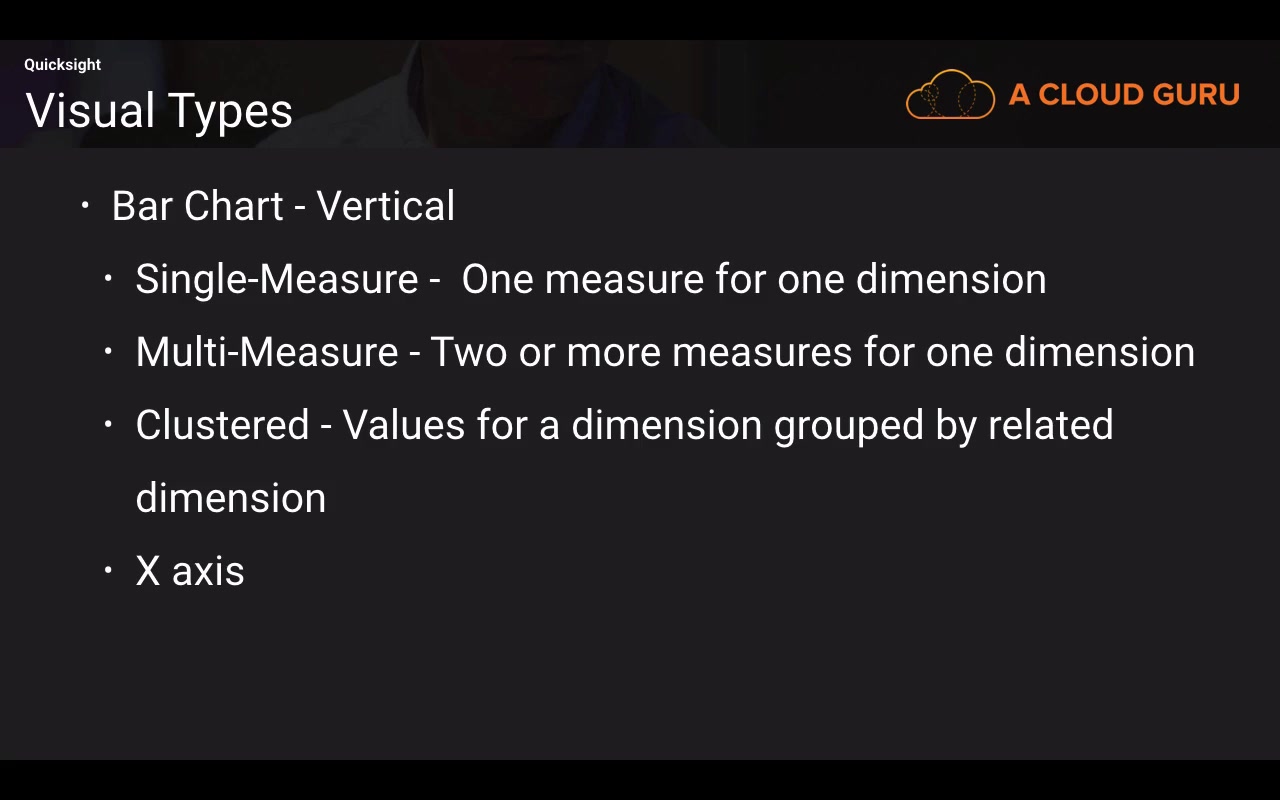 Quicksight
Visual Types
A CLOUD GURU
• Bar Chart - Vertical
• Single-Measure -  One measure for one dimension
• Multi-Measure - Two or more measures for one dimension
• Clustered - Values for a dimension grouped by related
dimension
• X axis